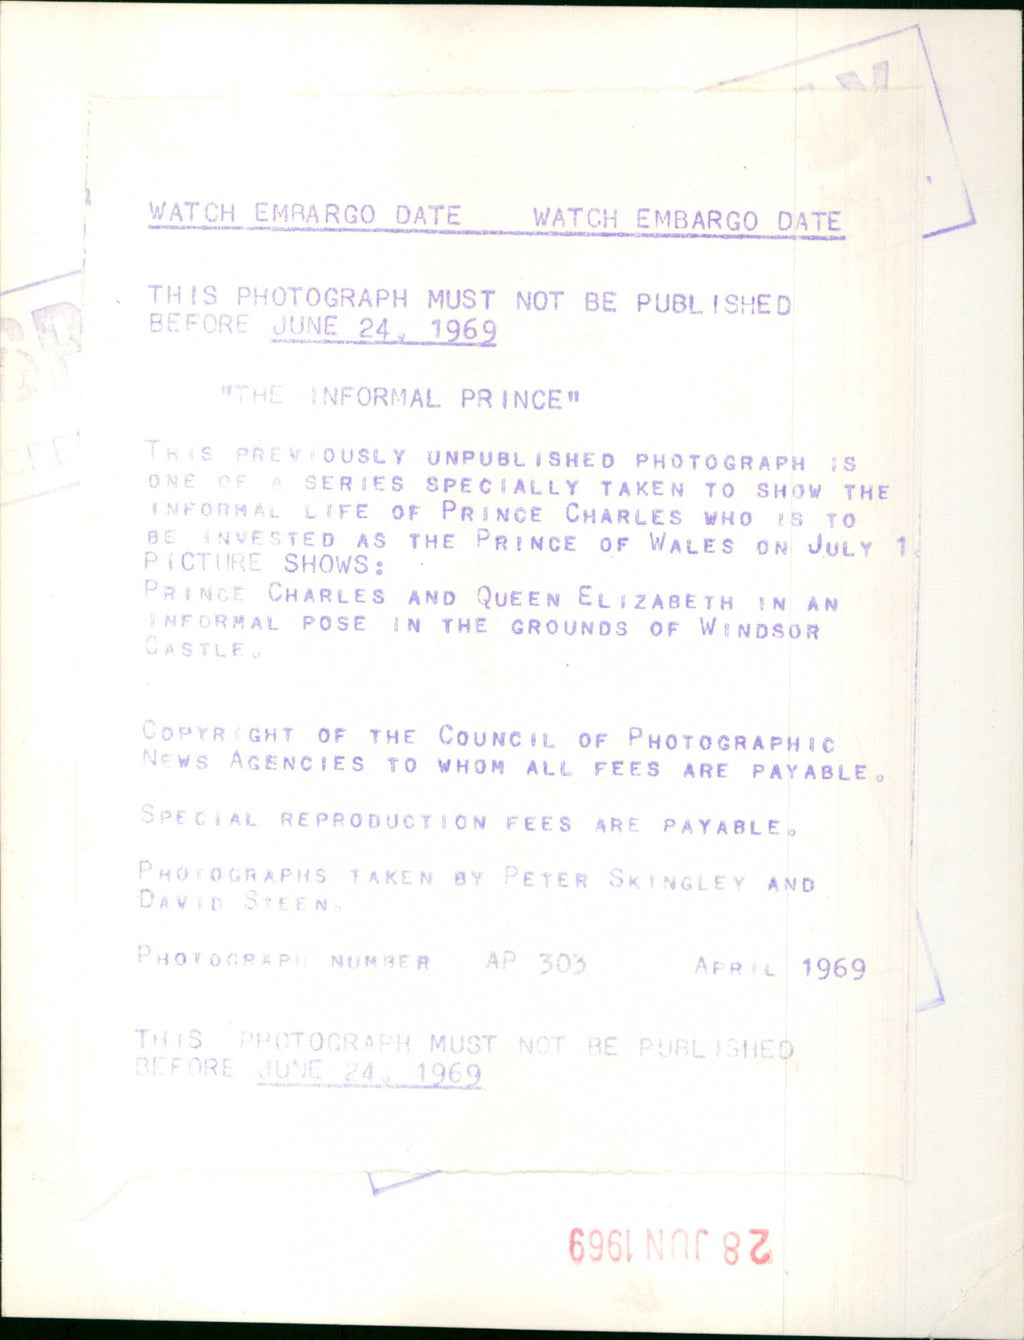 WATCH EMBARGO DATE WATCH EMBARGO DATE
THIS PHOTOGRAPH MUST NOT BE PUBLISHED
BEFORE JUNE 24, 1969
"THE INFORMAL PRINCE"
THIS PREVIOUSLY UNPUBLISHED PHOTOGRAPH IS
ONE OF A SERIES SPECIALLY TAKEN TO SHOW THE
INFORMAL LIFE OF PRINCE CHARLES WHO IS TO
BE INVESTED AS THE PRINCE OF WALES ON JULY 1.
PICTURE SHOWS:
PRINCE CHARLES AND QUEEN ELIZABETH IN AN
INFORMAL POSE IN THE GROUNDS OF WINDSOR
CASTLE.
COPYRIGHT OF THE COUNCIL OF PHOTOGRAPHIC
NEWS AGENCIES TO WHOM ALL FEES ARE PAYABLE.
SPECIAL REPRODUCTION FEES ARE PAYABLE.
PHOTOGRAPHS TAKEN BY PETER SKINGLEY AND
DAVID STEEN.
PHOTOGRAPH NUMBER AP 303 APRIL 1969
THIS PHOTOGRAPH MUST NOT BE PUBLISHED
BEFORE JUNE 24, 1969
28 JUN 1969